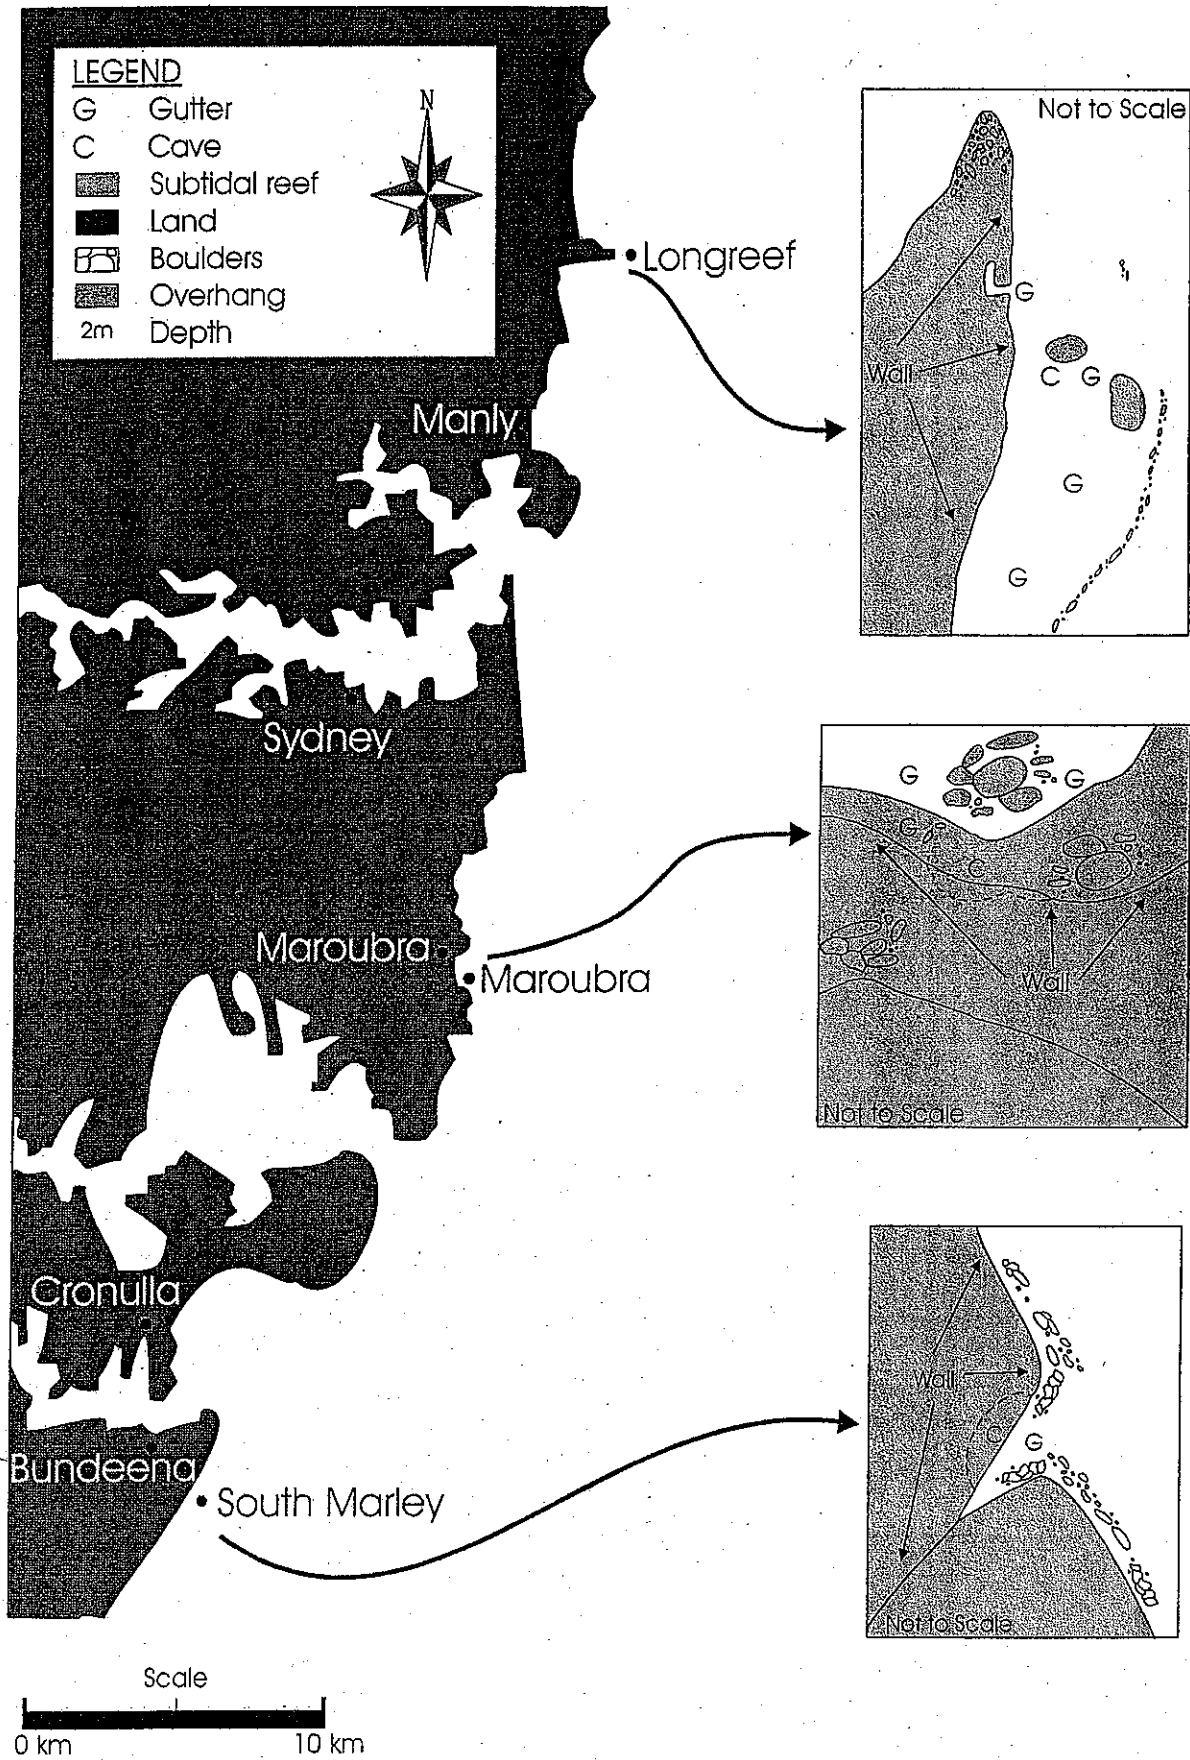 LEGEND
G Gutter
C Cave
Subtidal reef
Land
Boulders
Overhang
2m Depth
N
Longreef
Manly
Sydney
Maroubra
Maroubra
Cronulla
Bundeena
South Marley
Scale
0 km 10 km
Not to Scale
G
Wall
C G
G
G
G G
G
C
Wall
Not to Scale
Wall
C
G
Not to Scale